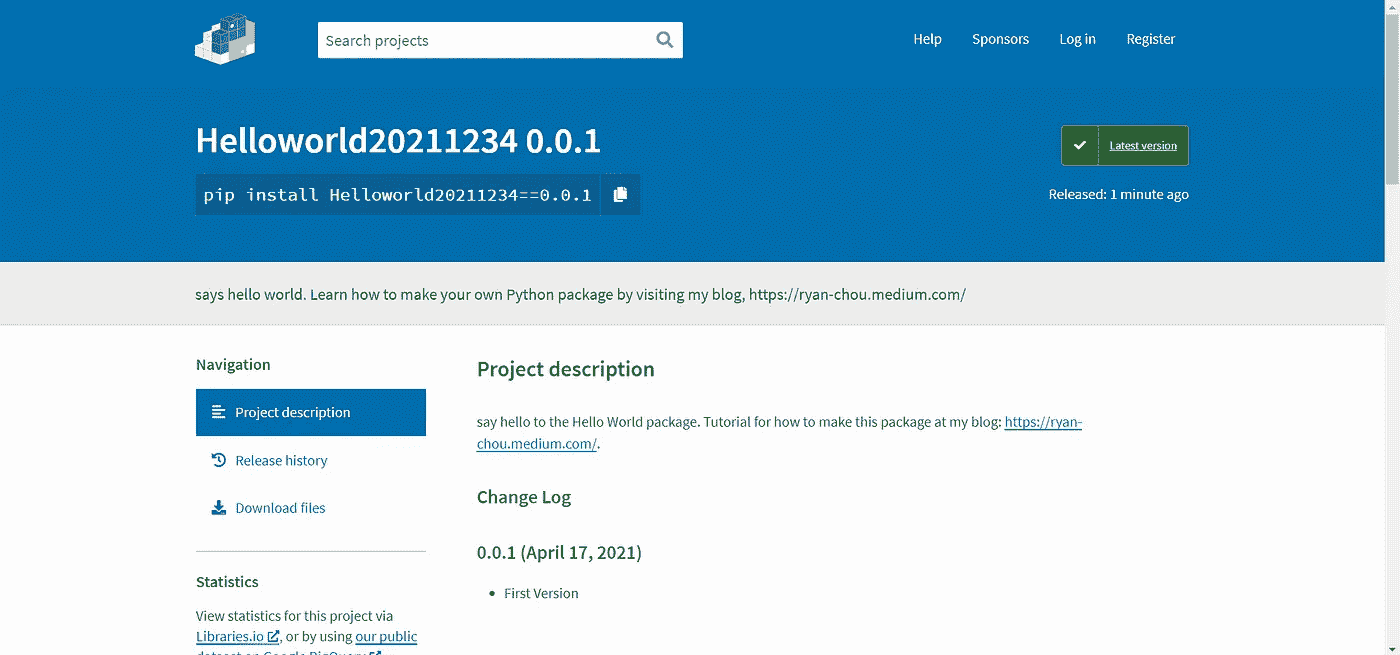 Search projects
Help
Sponsors
Log in
Register
Helloworld20211234 0.0.1
pip install Helloworld20211234==0.0.1
Latest version
Released: 1 minute ago
says hello world. Learn how to make your own Python package by visiting my blog, https://ryan-chou.medium.com/
Navigation
Project description
Release history
Download files
Statistics
View statistics for this project via
Libraries.io, or by using our public
dataset on Google BigQuery
Project description
say hello to the Hello World package. Tutorial for how to make this package at my blog: https://ryan-
chou.medium.com/.
Change Log
0.0.1 (April 17, 2021)
First Version